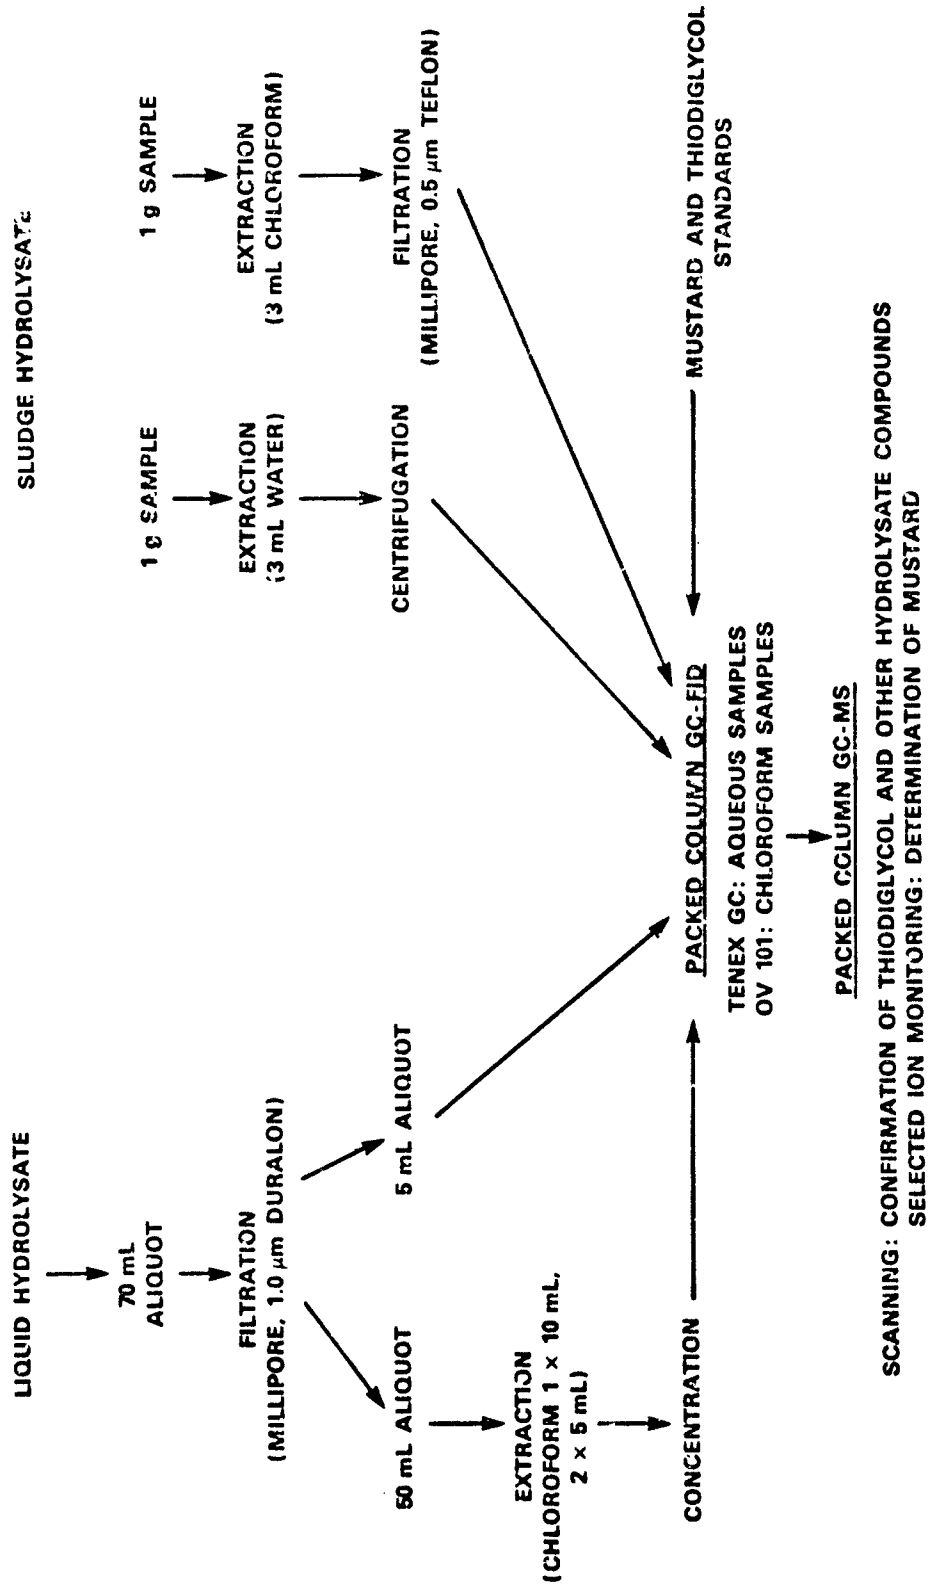 LIQUID HYDROLYSATE
70 mL
ALIQUOT
FILTRATION
(MILLIPORE, 1.0 µm DURALON)
50 mL ALIQUOT
5 mL ALIQUOT
EXTRACTION
(CHLOROFORM 1 × 10 mL,
2 × 5 mL)
CONCENTRATION
SLUDGE HYDROLYSATE
1 g SAMPLE
EXTRACTION
(3 mL WATER)
CENTRIFUGATION
1 g SAMPLE
EXTRACTION
(3 mL CHLOROFORM)
FILTRATION
(MILLIPORE, 0.5 µm TEFLON)
PACKED COLUMN GC-FID
TENEX GC: AQUEOUS SAMPLES
OV 101: CHLOROFORM SAMPLES
MUSTARD AND THIODIGLYCOL
STANDARDS
PACKED COLUMN GC-MS
SCANNING: CONFIRMATION OF THIODIGLYCOL AND OTHER HYDROLYSATE COMPOUNDS
SELECTED ION MONITORING: DETERMINATION OF MUSTARD